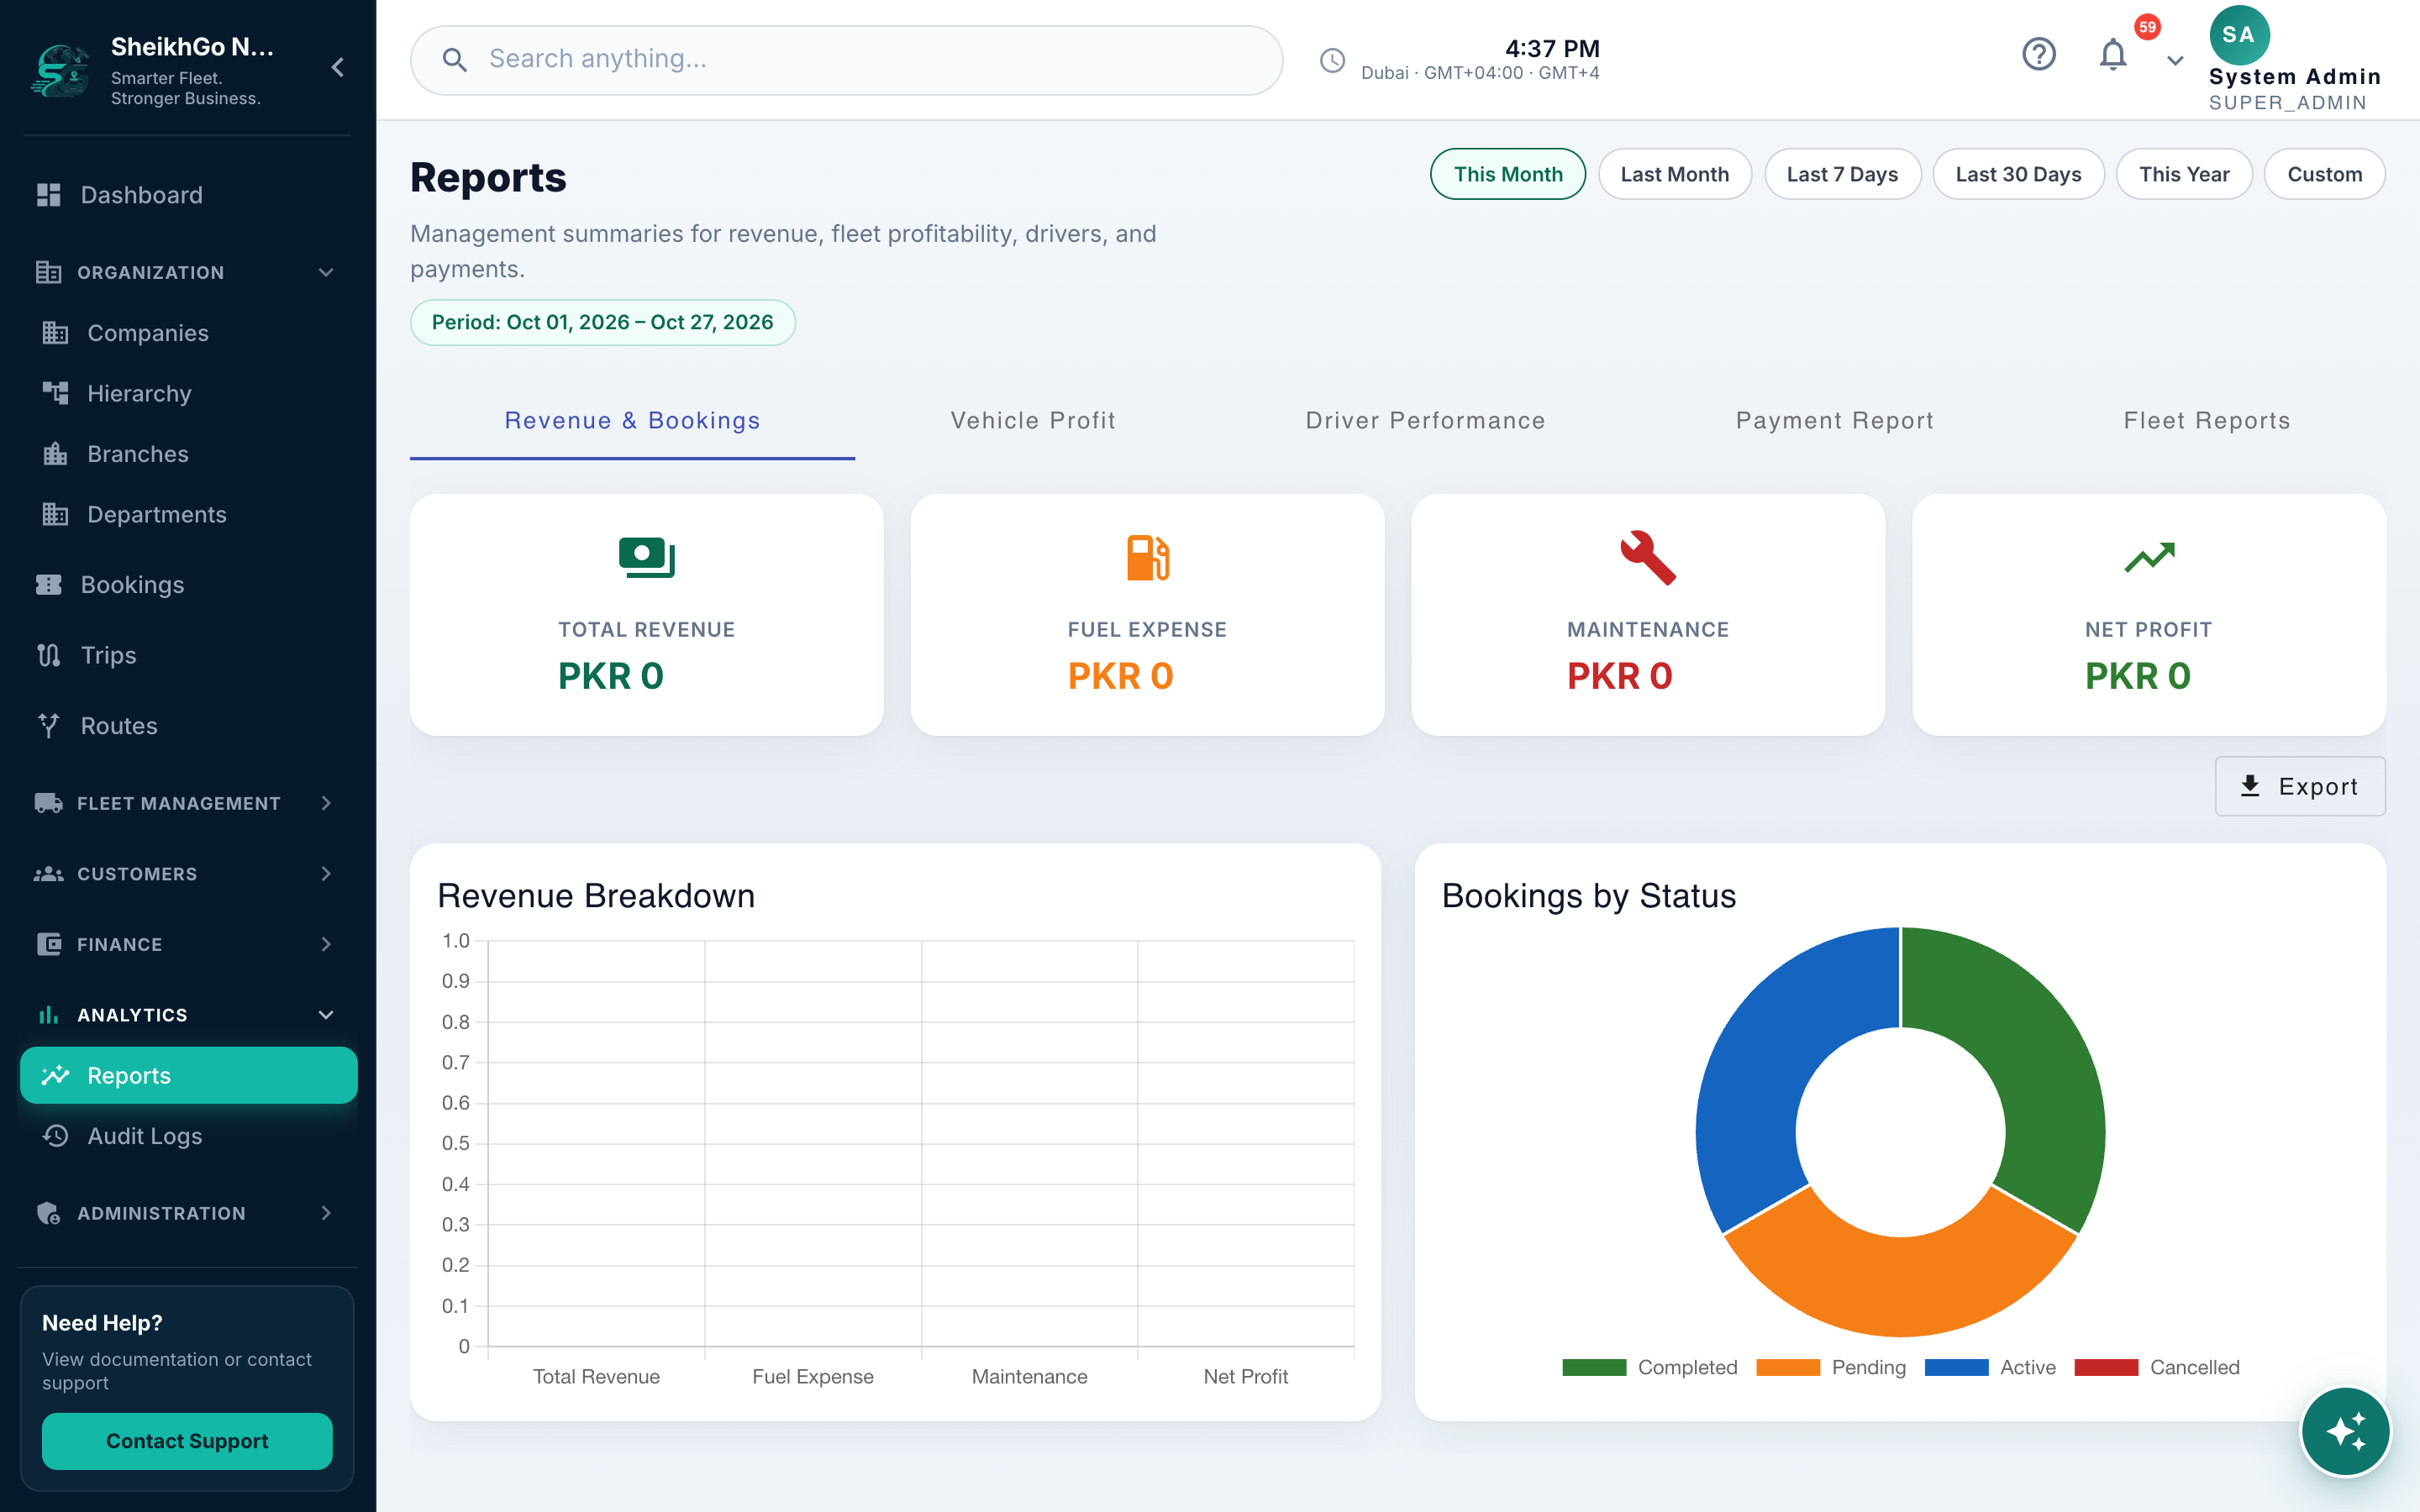 SheikhGo N...
Smarter Fleet.
Stronger Business.
Dashboard
ORGANIZATION
Companies
Hierarchy
Branches
Departments
Bookings
Trips
Routes
FLEET MANAGEMENT
CUSTOMERS
FINANCE
ANALYTICS
Reports
Audit Logs
ADMINISTRATION
Need Help?
View documentation or contact
support
Contact Support
Search anything...
4:37 PM
Dubai · GMT+04:00 · GMT+4
59
SA
System Admin
SUPER_ADMIN
Reports
This Month
Last Month
Last 7 Days
Last 30 Days
This Year
Custom
Management summaries for revenue, fleet profitability, drivers, and
payments.
Period: Oct 01, 2026 – Oct 27, 2026
Revenue & Bookings
Vehicle Profit
Driver Performance
Payment Report
Fleet Reports
TOTAL REVENUE
PKR 0
FUEL EXPENSE
PKR 0
MAINTENANCE
PKR 0
NET PROFIT
PKR 0
Export
Revenue Breakdown
1.0
0.9
0.8
0.7
0.6
0.5
0.4
0.3
0.2
0.1
0
Total Revenue
Fuel Expense
Maintenance
Net Profit
Bookings by Status
Completed
Pending
Active
Cancelled